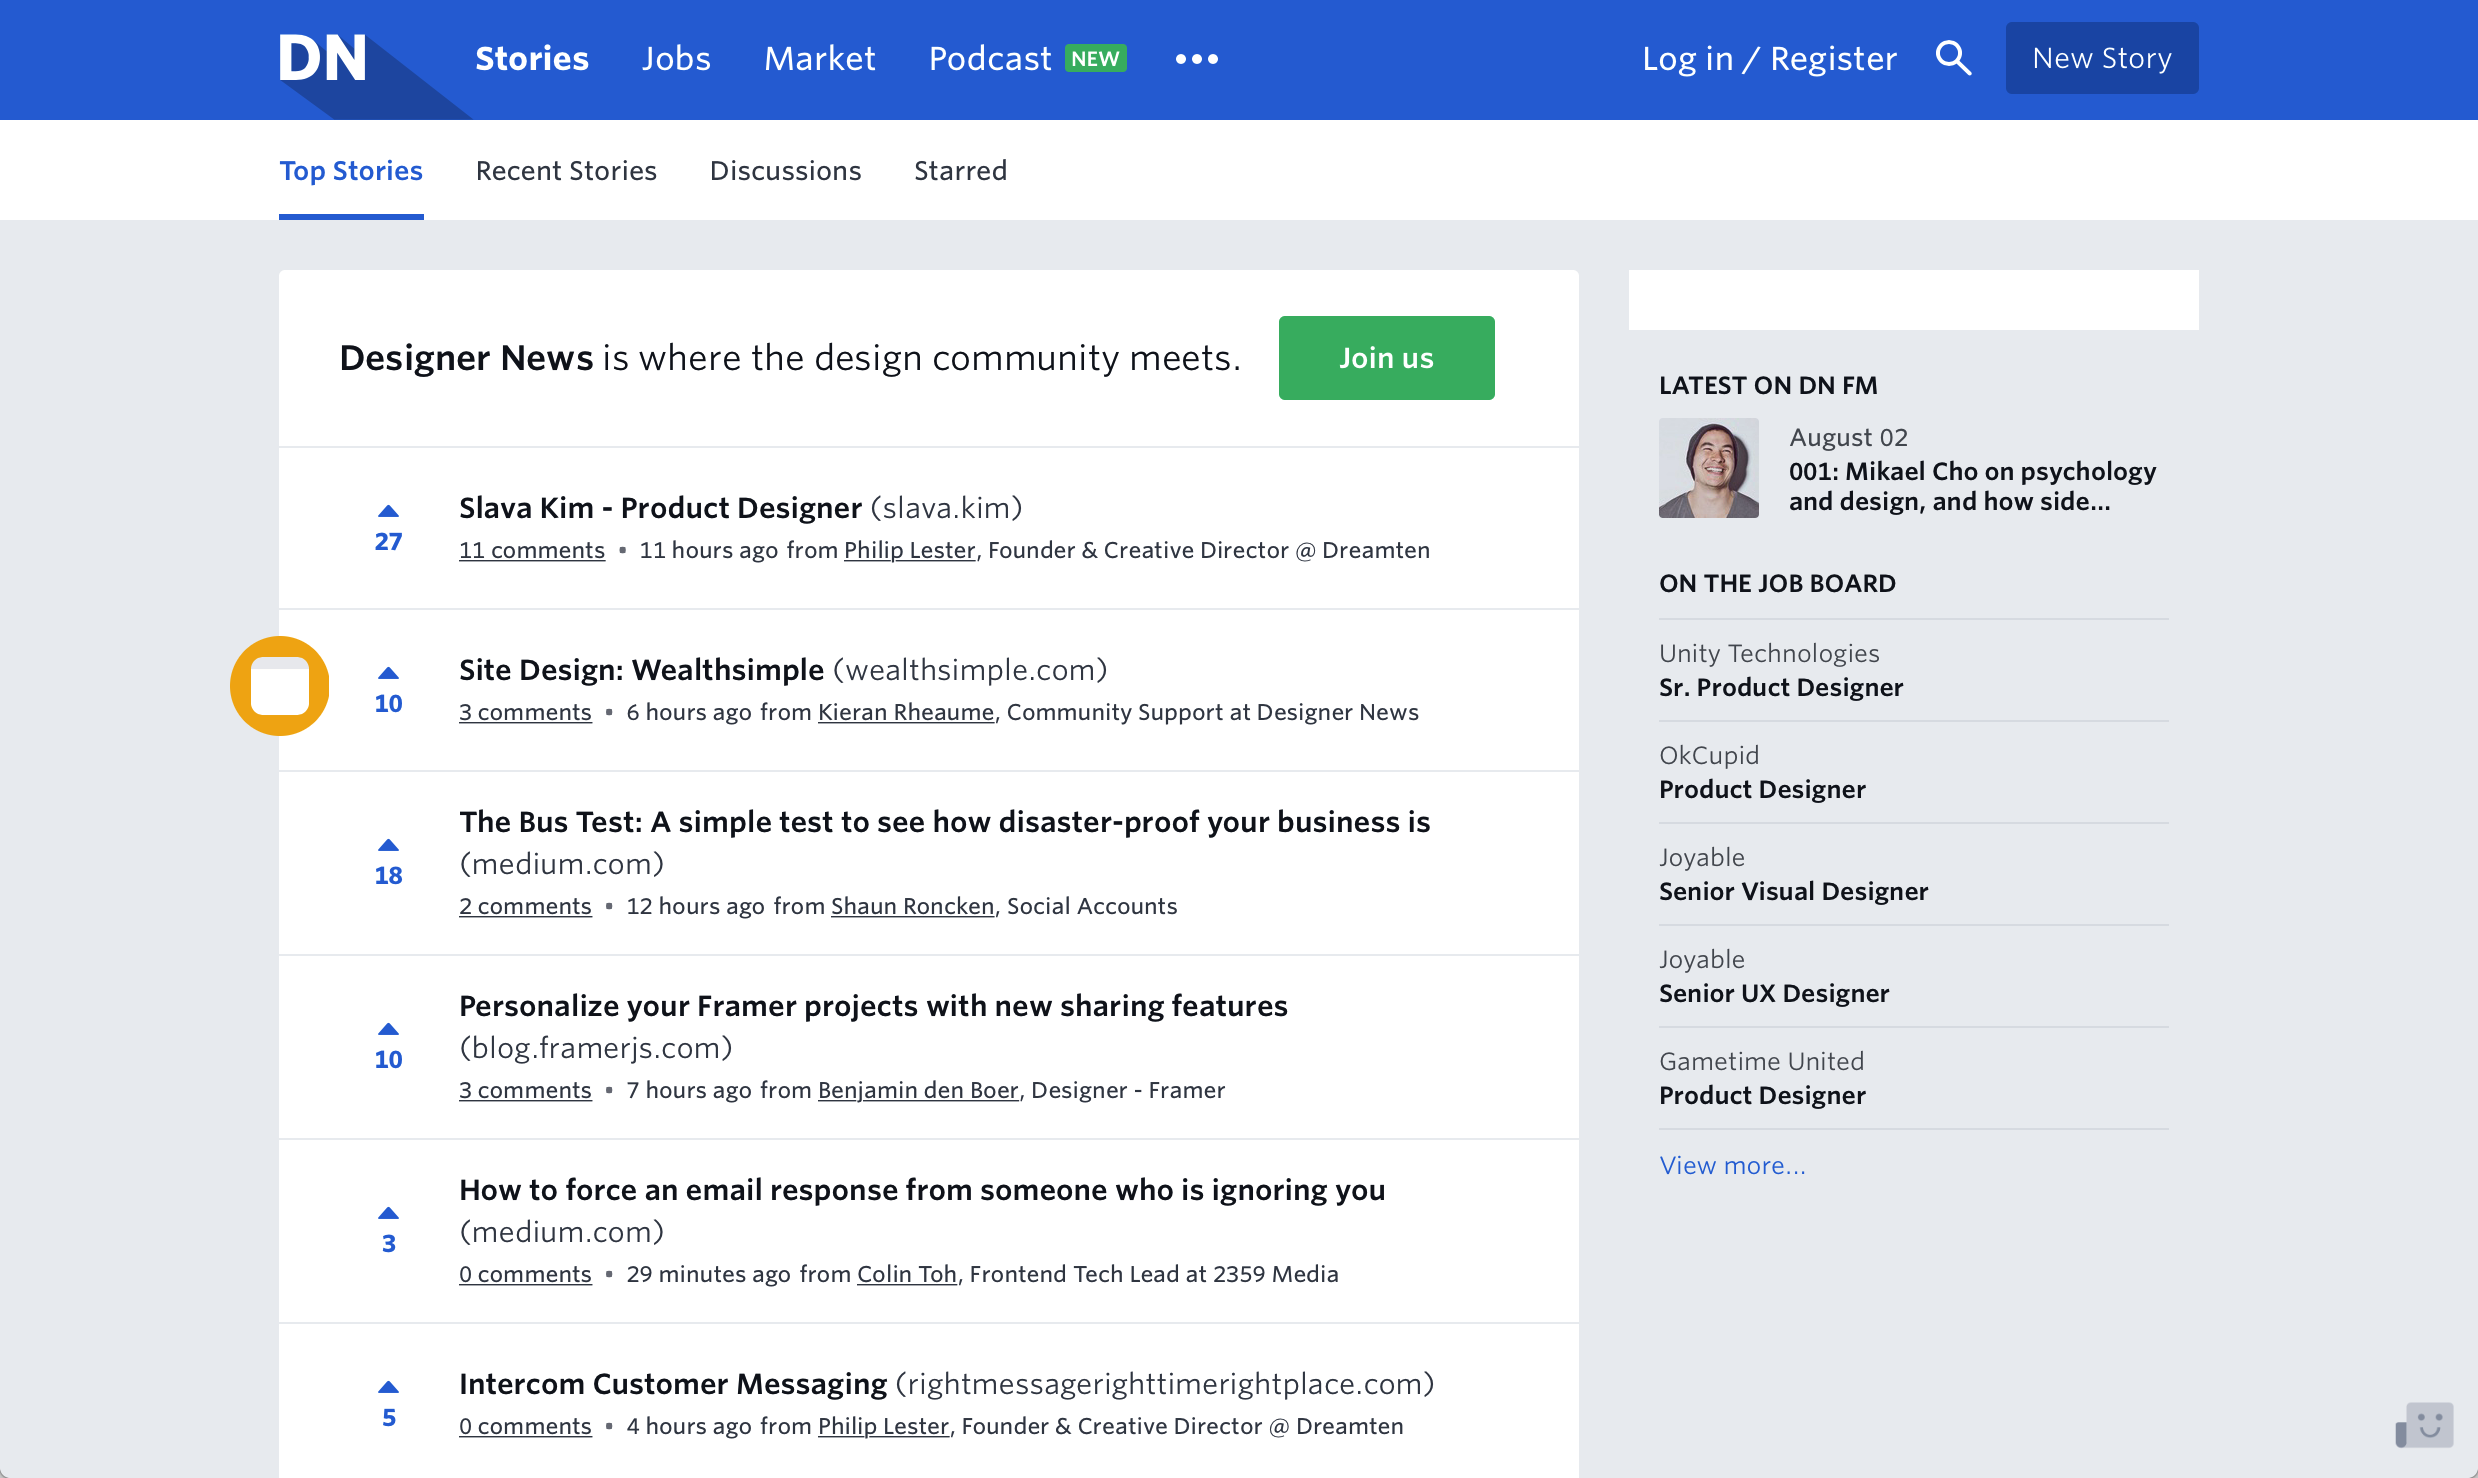 DN
Stories Jobs Market Podcast NEW
Log in / Register New Story
Top Stories Recent Stories Discussions Starred
Designer News is where the design community meets. Join us
27
Slava Kim - Product Designer (slava.kim)
11 comments • 11 hours ago from Philip Lester, Founder & Creative Director @ Dreamten
10
Site Design: Wealthsimple (wealthsimple.com)
3 comments • 6 hours ago from Kieran Rheaume, Community Support at Designer News
18
The Bus Test: A simple test to see how disaster-proof your business is
(medium.com)
2 comments • 12 hours ago from Shaun Roncken, Social Accounts
10
Personalize your Framer projects with new sharing features
(blog.framerjs.com)
3 comments • 7 hours ago from Benjamin den Boer, Designer - Framer
3
How to force an email response from someone who is ignoring you
(medium.com)
0 comments • 29 minutes ago from Colin Toh, Frontend Tech Lead at 2359 Media
5
Intercom Customer Messaging (rightmessagerighttimerightplace.com)
0 comments • 4 hours ago from Philip Lester, Founder & Creative Director @ Dreamten
LATEST ON DN FM
August 02
001: Mikael Cho on psychology
and design, and how side...
ON THE JOB BOARD
Unity Technologies
Sr. Product Designer
OkCupid
Product Designer
Joyable
Senior Visual Designer
Joyable
Senior UX Designer
Gametime United
Product Designer
View more...